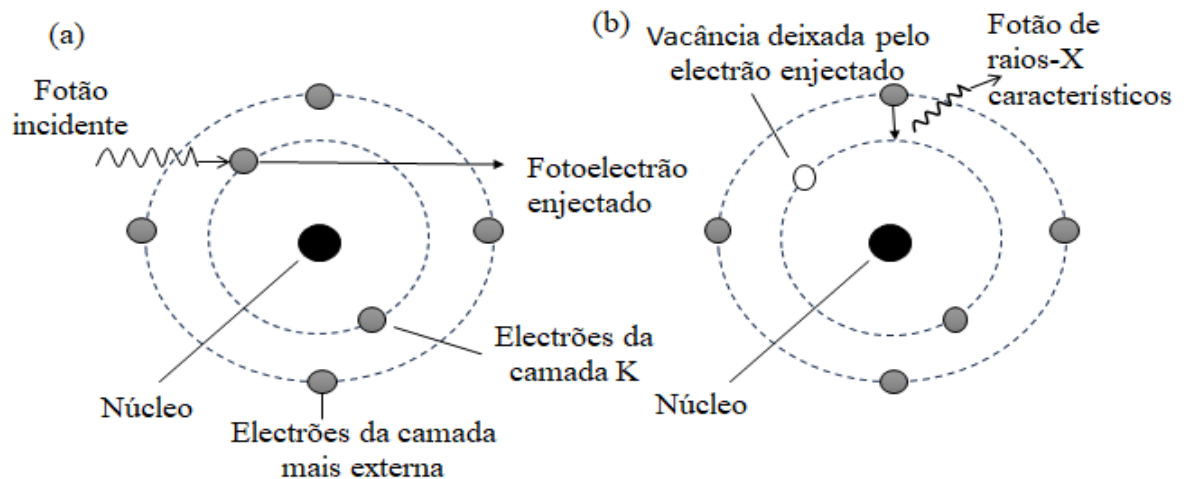 (a)
Fotão
incidente
Fotoelectrão
enjectado
Electrões da
camada K
Núcleo
Electrões da camada
mais externa
(b)
Vacância deixada pelo
electrão enjectado
Fotão de
raios-X
característicos
Núcleo